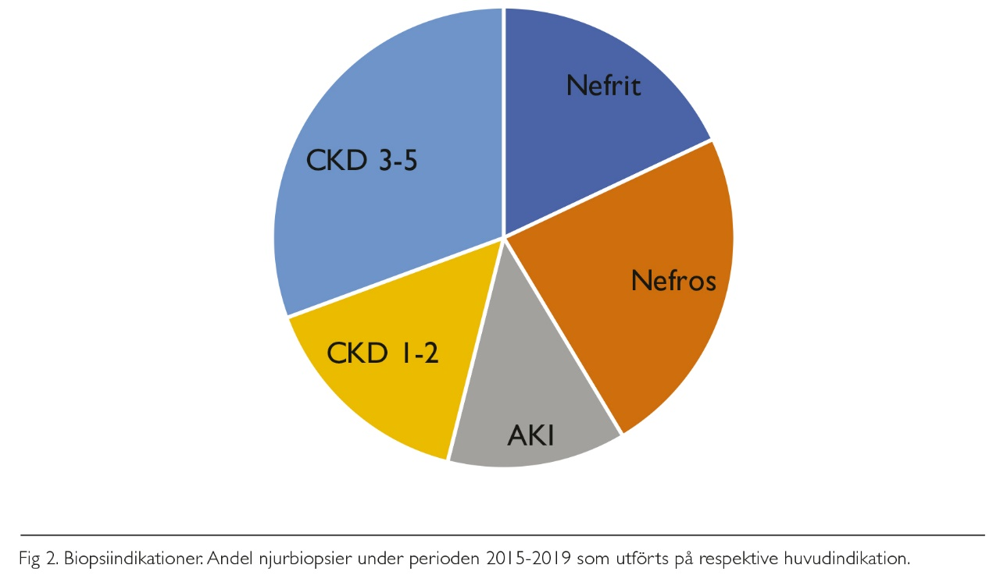 Nefrit
CKD 3-5
Nefros
CKD 1-2
AKI
Fig 2. Biopsiindikationer. Andel njurbiopsier under perioden 2015-2019 som utförts på respektive huvudindikation.